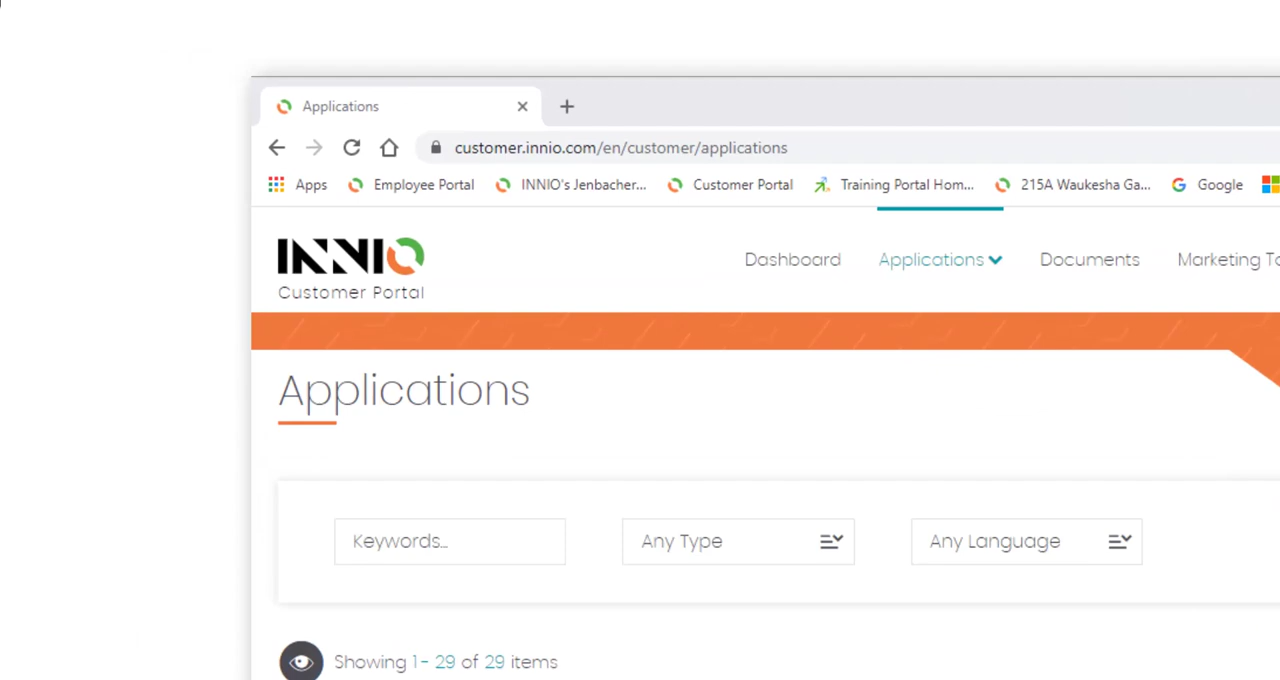 Applications
customer.innio.com/en/customer/applications
Apps Employee Portal INNIO's Jenbacher... Customer Portal Training Portal Hom... 215A Waukesha Ga... Google
INNIO
Customer Portal
Dashboard Applications Documents Marketing
Applications
Keywords... Any Type Any Language
Showing 1 - 29 of 29 items